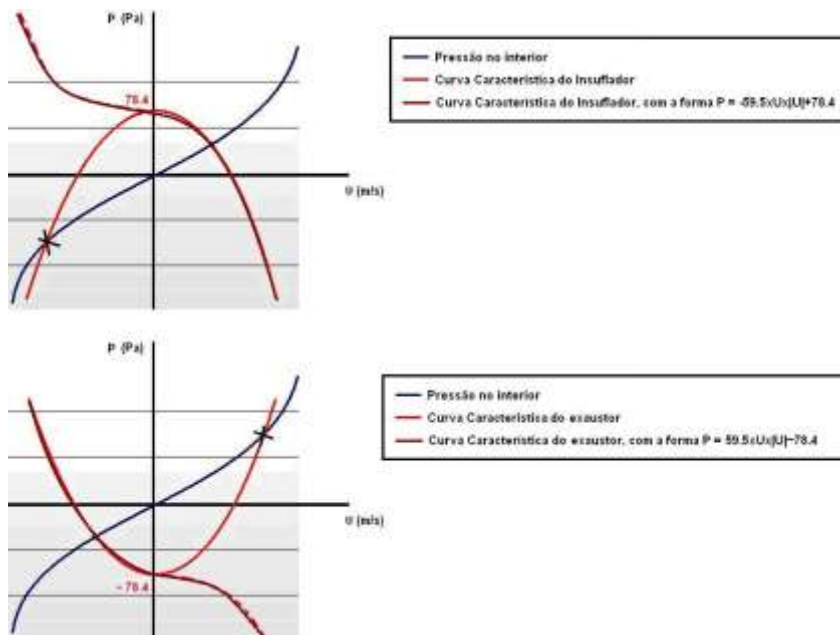 P (Pa)
78.4
U (m/s)
Pressão no interior
Curva Característica do Insuflador
Curva Característica do Insuflador, com a forma P = -59.5xUx|U|+78.4
P (Pa)
- 78.4
U (m/s)
Pressão no interior
Curva Característica do exaustor
Curva Característica do exaustor, com a forma P = 59.5xUx|U|-78.4